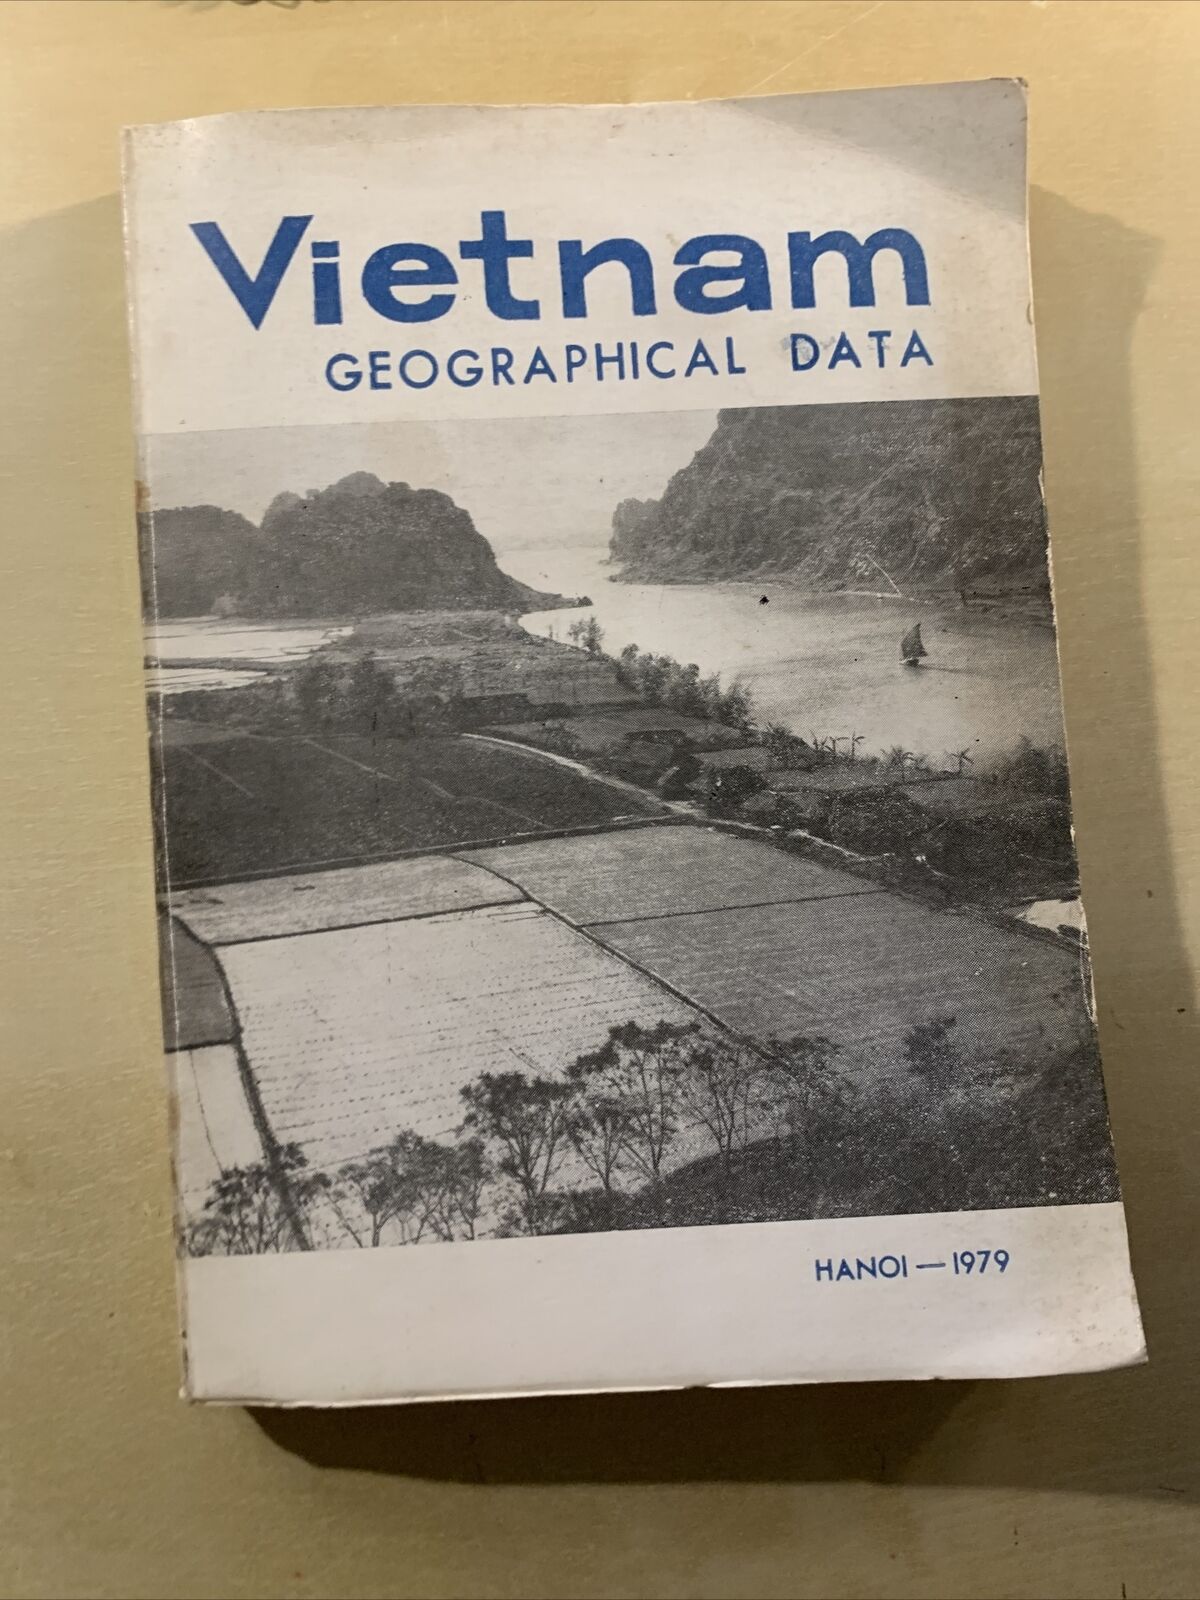 Vietnam
GEOGRAPHICAL DATA
HANOI — 1979